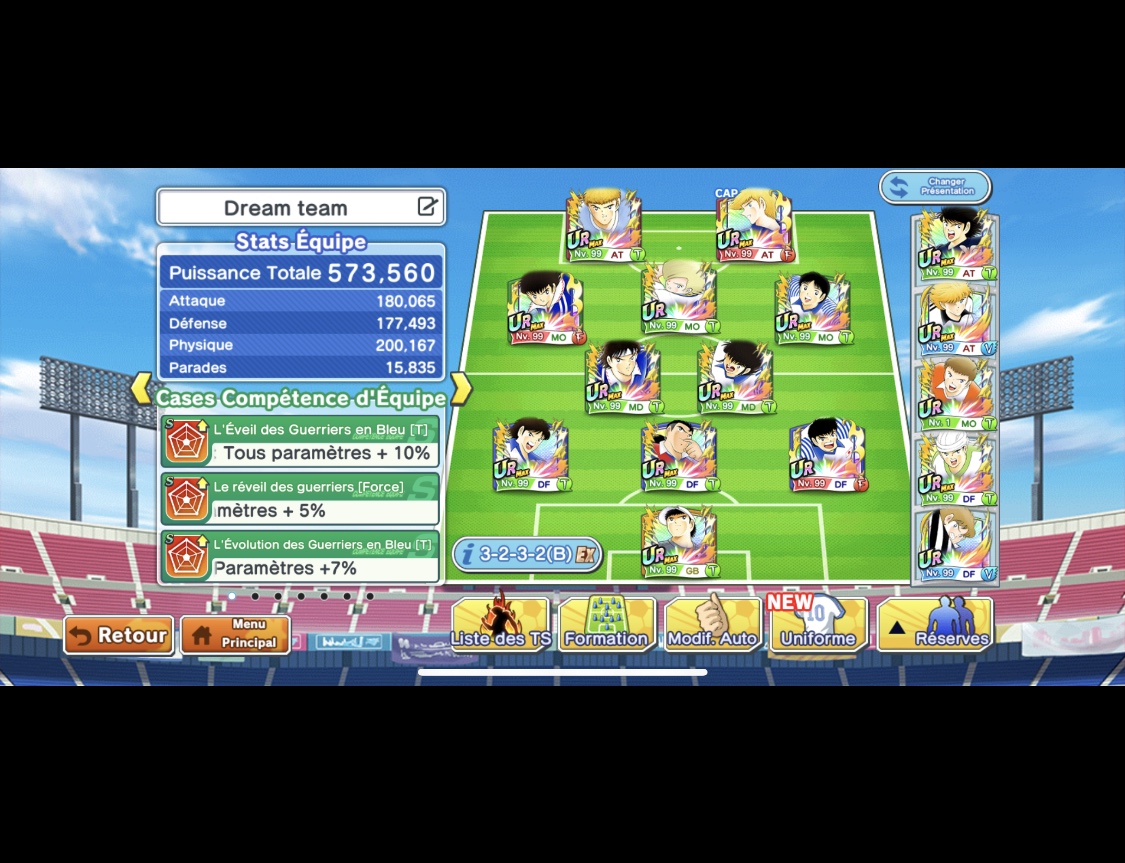 Dream team
Changer
Présentation
Stats Équipe
Puissance Totale 573,560
Attaque 180,065
Défense 177,493
Physique 200,167
Parades 15,835
Cases Compétence d'Équipe
S
L'Éveil des Guerriers en Bleu [T]
Tous paramètres + 10%
S
Le réveil des guerriers [Force]
mètres + 5%
S
L'Évolution des Guerriers en Bleu [T]
Paramètres +7%
CAP
UR MAX
Nv. 99 AT T
UR MAX
Nv. 99 AT F
UR MAX
Nv. 99 MO F
UR MAX
Nv. 99 MO T
UR MAX
Nv. 99 MO T
UR MAX
Nv. 99 MD T
UR MAX
Nv. 99 MD T
UR MAX
Nv. 99 DF T
UR MAX
Nv. 99 DF T
UR MAX
Nv. 99 DF F
UR MAX
Nv. 99 GB T
i 3-2-3-2(B) EX
UR MAX
Nv. 99 AT T
UR MAX
Nv. 99 AT V
UR MAX
Nv. 1 MO T
UR MAX
Nv. 99 DF T
UR MAX
Nv. 99 DF V
Retour
Menu
Principal
Liste des TS
Formation
Modif. Auto
NEW
10
Uniforme
Réserves